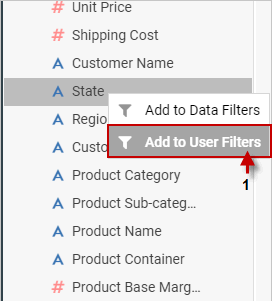 Unit Price
Shipping Cost
Customer Name
State
Add to Data Filters
Regio
Add to User Filters
Custo
Product Category
1
Product Sub-categ...
Product Name
Product Container
Product Base Marg...